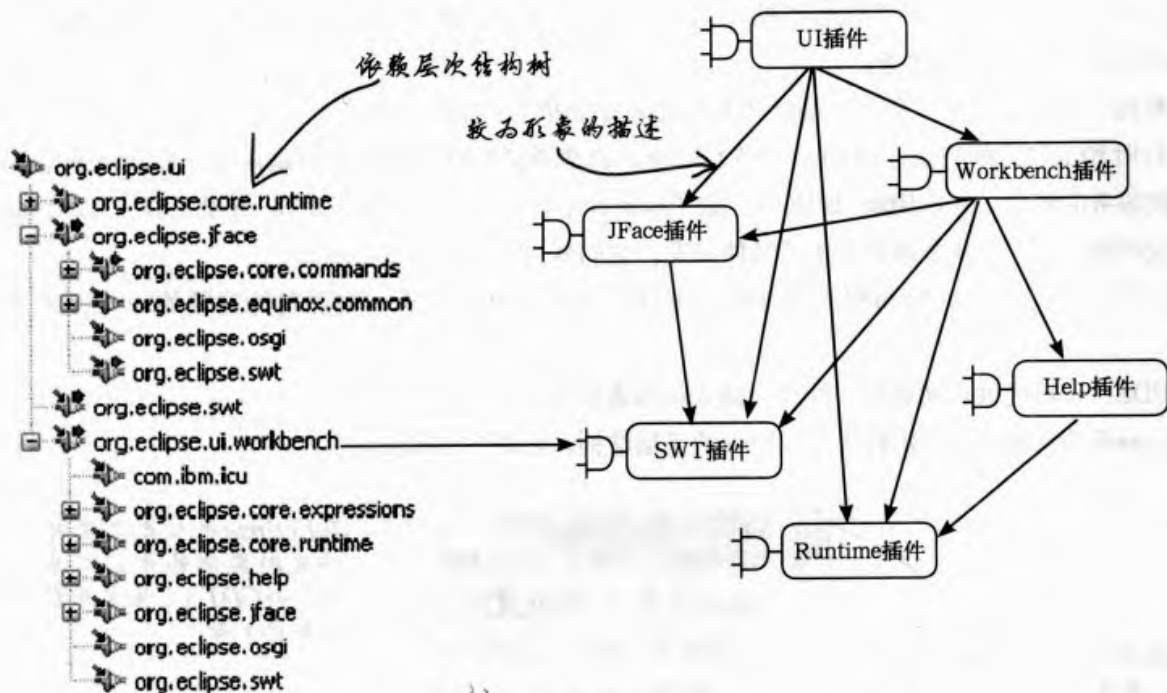 依赖层次结构树
较为形象的描述
org.eclipse.ui
org.eclipse.core.runtime
org.eclipse.jface
org.eclipse.core.commands
org.eclipse.equinox.common
org.eclipse.osgi
org.eclipse.swt
org.eclipse.swt
org.eclipse.ui.workbench
com.ibm.icu
org.eclipse.core.expressions
org.eclipse.core.runtime
org.eclipse.help
org.eclipse.jface
org.eclipse.osgi
org.eclipse.swt
UI插件
Workbench插件
JFace插件
Help插件
SWT插件
Runtime插件